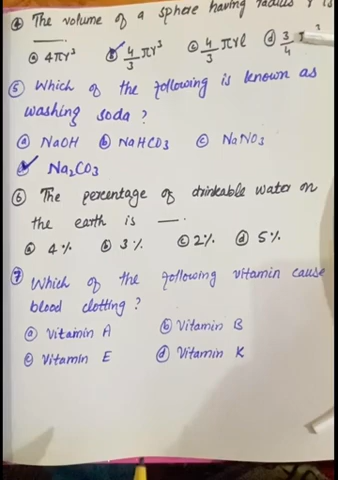 ④ The volume of a sphere having radius r is
ⓐ 4πr³ ⓑ 4/3 πr³ ⓒ 4/3 πrl ⓓ 3/4
⑤ Which of the following is known as
washing soda ?
ⓐ NaOH ⓑ NaHCO3 ⓒ NaNO3
Na2CO3
⑥ The percentage of drinkable water on
the earth is —.
ⓐ 4% ⓑ 3% ⓒ 2% ⓓ 5%
⑦ Which of the following vitamin cause
blood clotting ?
ⓐ Vitamin A ⓑ Vitamin B
ⓒ Vitamin E ⓓ Vitamin K